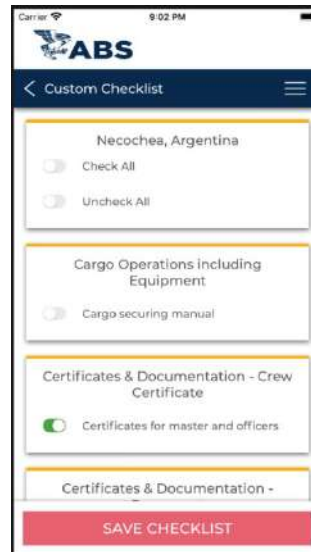 Carrier 9:02 PM
ABS
Custom Checklist
Necochea, Argentina
Check All
Uncheck All
Cargo Operations including
Equipment
Cargo securing manual
Certificates & Documentation - Crew
Certificate
Certificates for master and officers
Certificates & Documentation -
SAVE CHECKLIST